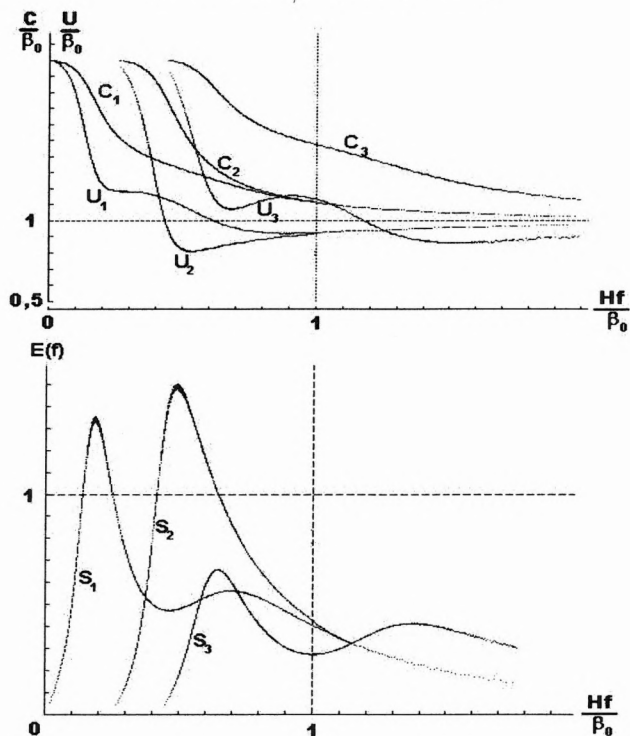 C/β₀ U/β₀
C₁
C₃
C₂
U₁
U₃
1
U₂
0,5
0
1
Hf/β₀
E(f)
1
S₂
S₁
S₃
0
1
Hf/β₀